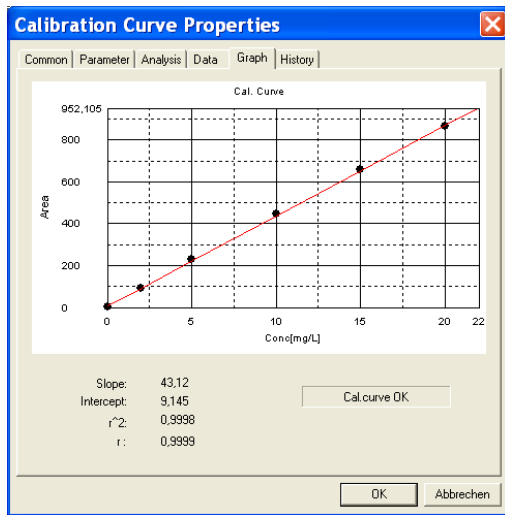 Calibration Curve Properties
Common Parameter Analysis Data Graph History
Cal. Curve
952,105
800
600
400
200
0
Area
0 5 10 15 20 22
Conc[mg/L]
Slope: 43,12
Intercept: 9,145
r^2: 0,9998
r: 0,9999
Cal.curve OK
OK Abbrechen